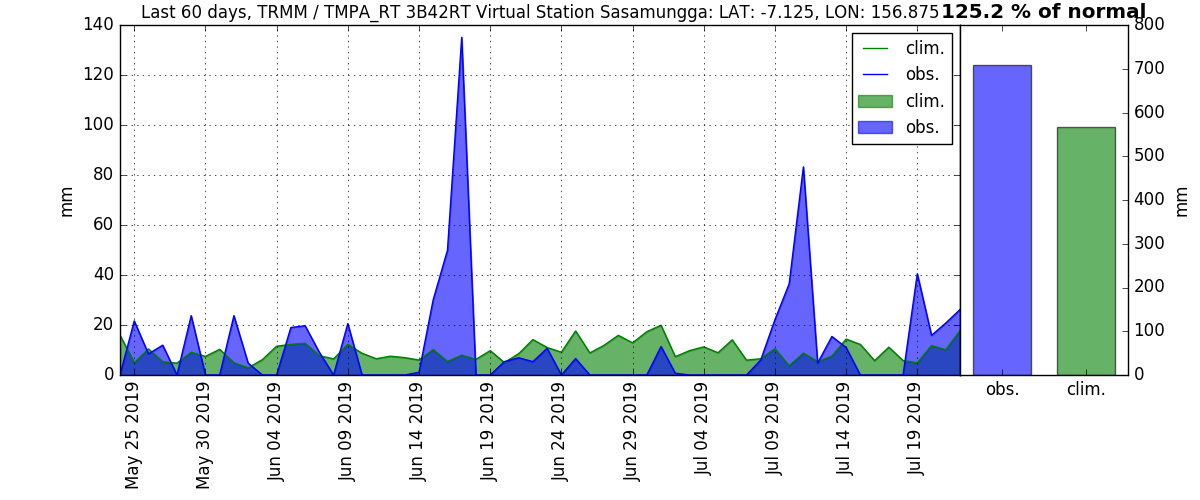 Last 60 days, TRMM / TMPA_RT 3B42RT Virtual Station Sasamungga: LAT: -7.125, LON: 156.875
125.2 % of normal
140
120
100
80
60
40
20
0
mm
May 25 2019
May 30 2019
Jun 04 2019
Jun 09 2019
Jun 14 2019
Jun 19 2019
Jun 24 2019
Jun 29 2019
Jul 04 2019
Jul 09 2019
Jul 14 2019
Jul 19 2019
clim.
obs.
clim.
obs.
800
700
600
500
400
300
200
100
0
mm
obs.
clim.